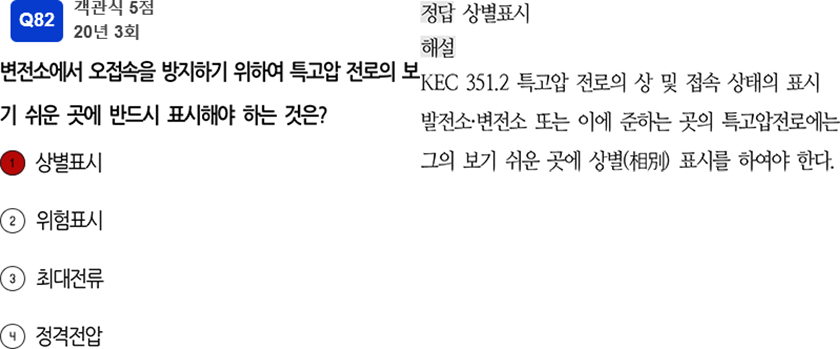 Q82
객관식 5점
20년 3회
변전소에서 오접속을 방지하기 위하여 특고압 전로의 보
기 쉬운 곳에 반드시 표시해야 하는 것은?
1 상별표시
2 위험표시
3 최대전류
4 정격전압
정답 상별표시
해설
KEC 351.2 특고압 전로의 상 및 접속 상태의 표시
발전소·변전소 또는 이에 준하는 곳의 특고압전로에는
그의 보기 쉬운 곳에 상별(相別) 표시를 하여야 한다.